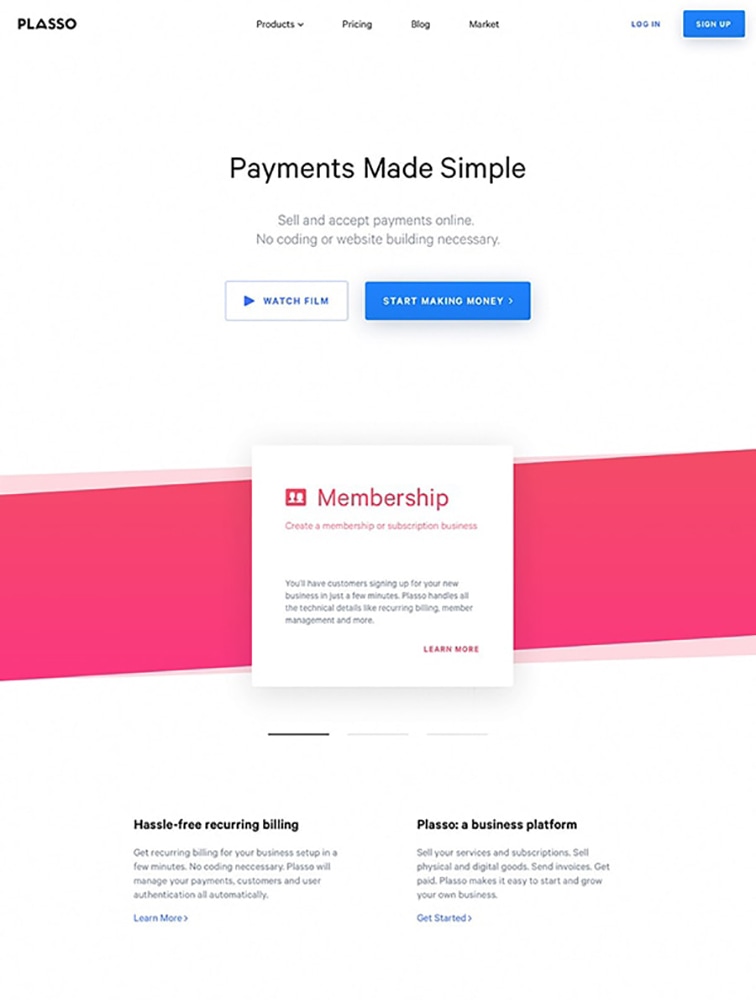 PLASSO
Products
Pricing
Blog
Market
LOG IN
SIGN UP
Payments Made Simple
Sell and accept payments online.
No coding or website building necessary.
WATCH FILM
START MAKING MONEY ›
Membership
Create a membership or subscription business
You'll have customers signing up for your new
business in just a few minutes. Plasso handles all
the technical details like recurring billing, member
management and more.
LEARN MORE
Hassle-free recurring billing
Get recurring billing for your business setup in a
few minutes. No coding neccessary. Plasso will
manage your payments, customers and user
authentication all automatically.
Learn More ›
Plasso: a business platform
Sell your services and subscriptions. Sell
physical and digital goods. Send invoices. Get
paid. Plasso makes it easy to start and grow
your own business.
Get Started ›